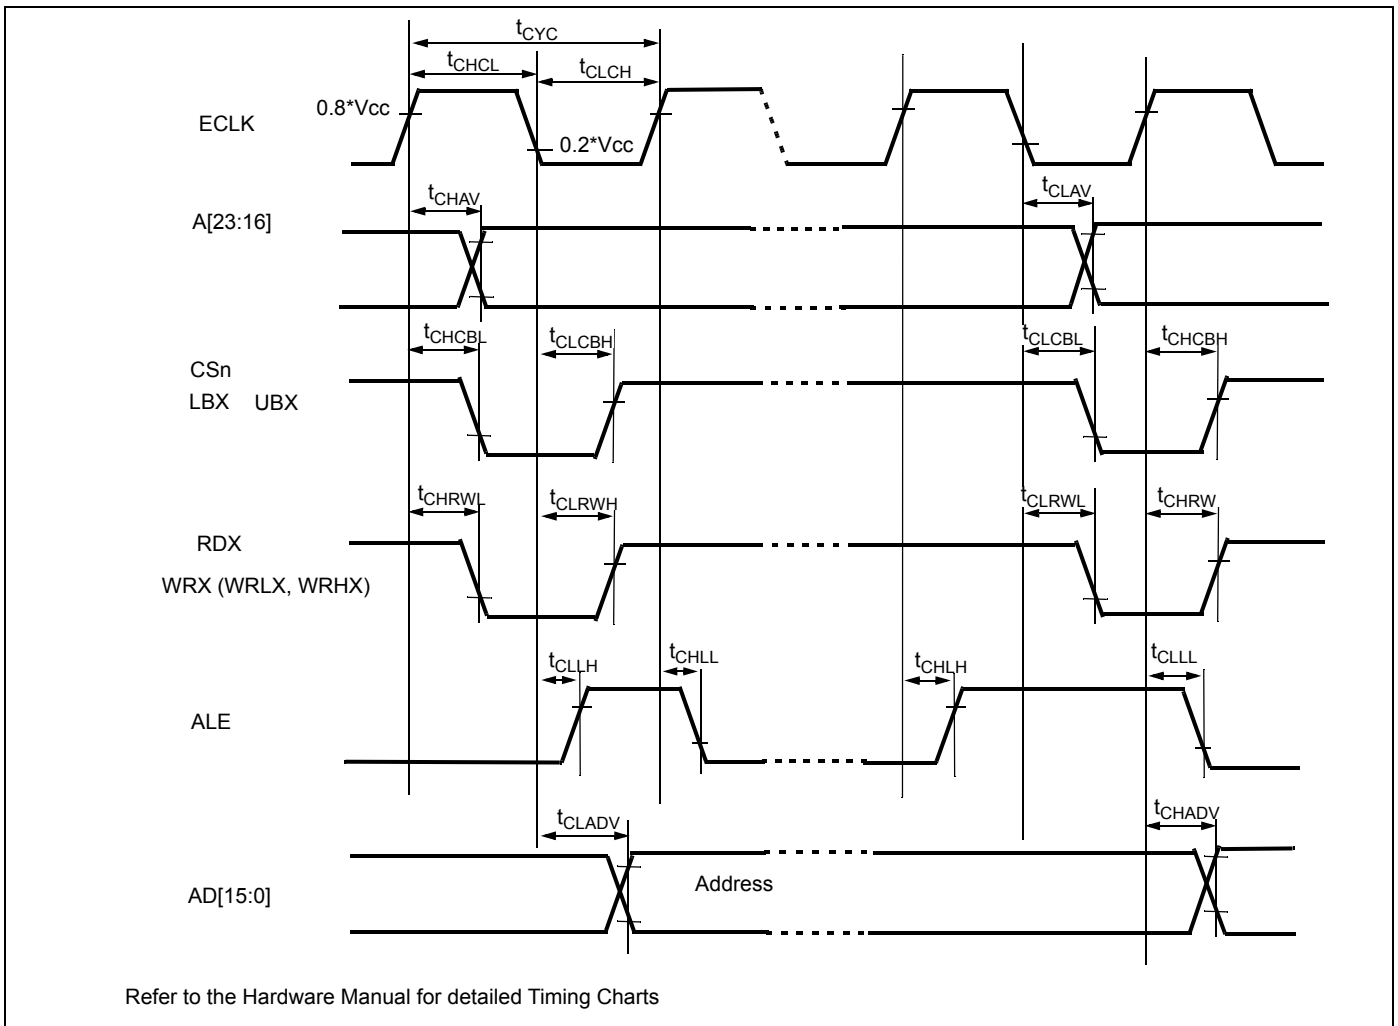 tCYC
tCHCL tCLCH
0.8*Vcc
ECLK
0.2*Vcc
tCHAV tCLAV
A[23:16]
tCHCBL tCLCBH tCLCBL tCHCBH
CSn
LBX UBX
tCHRWL tCLRWH tCLRWL tCHRW
RDX
WRX (WRLX, WRHX)
tCLLH tCHLL tCHLH tCLLL
ALE
tCLADV tCHADV
Address
AD[15:0]
Refer to the Hardware Manual for detailed Timing Charts